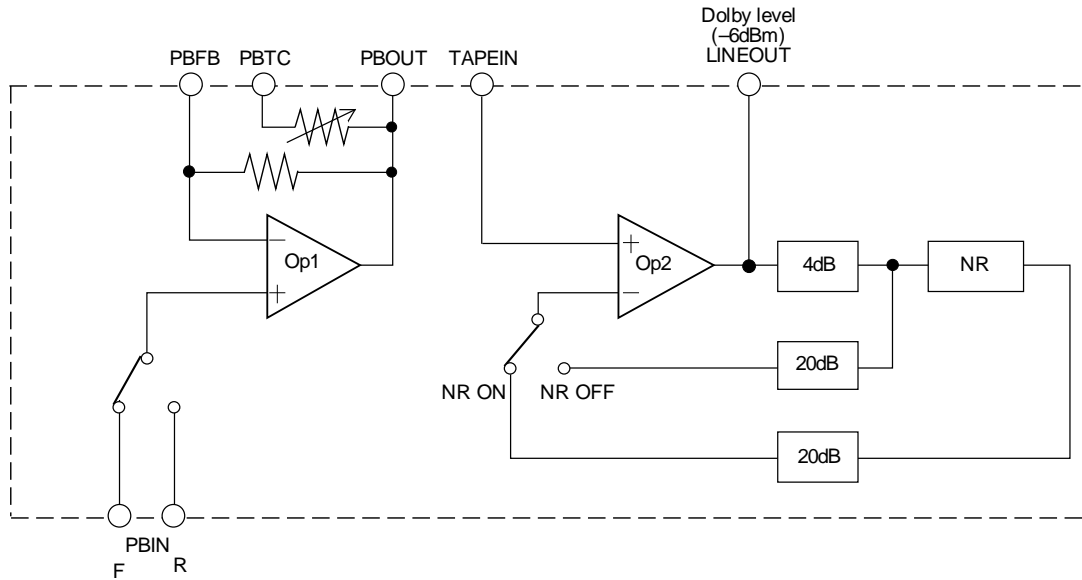 Dolby level
(–6dBm)
PBFB PBTC PBOUT TAPEIN LINEOUT
– +
Op1 Op2 4dB NR
+ –
20dB
NR ON NR OFF
20dB
PBIN
F R